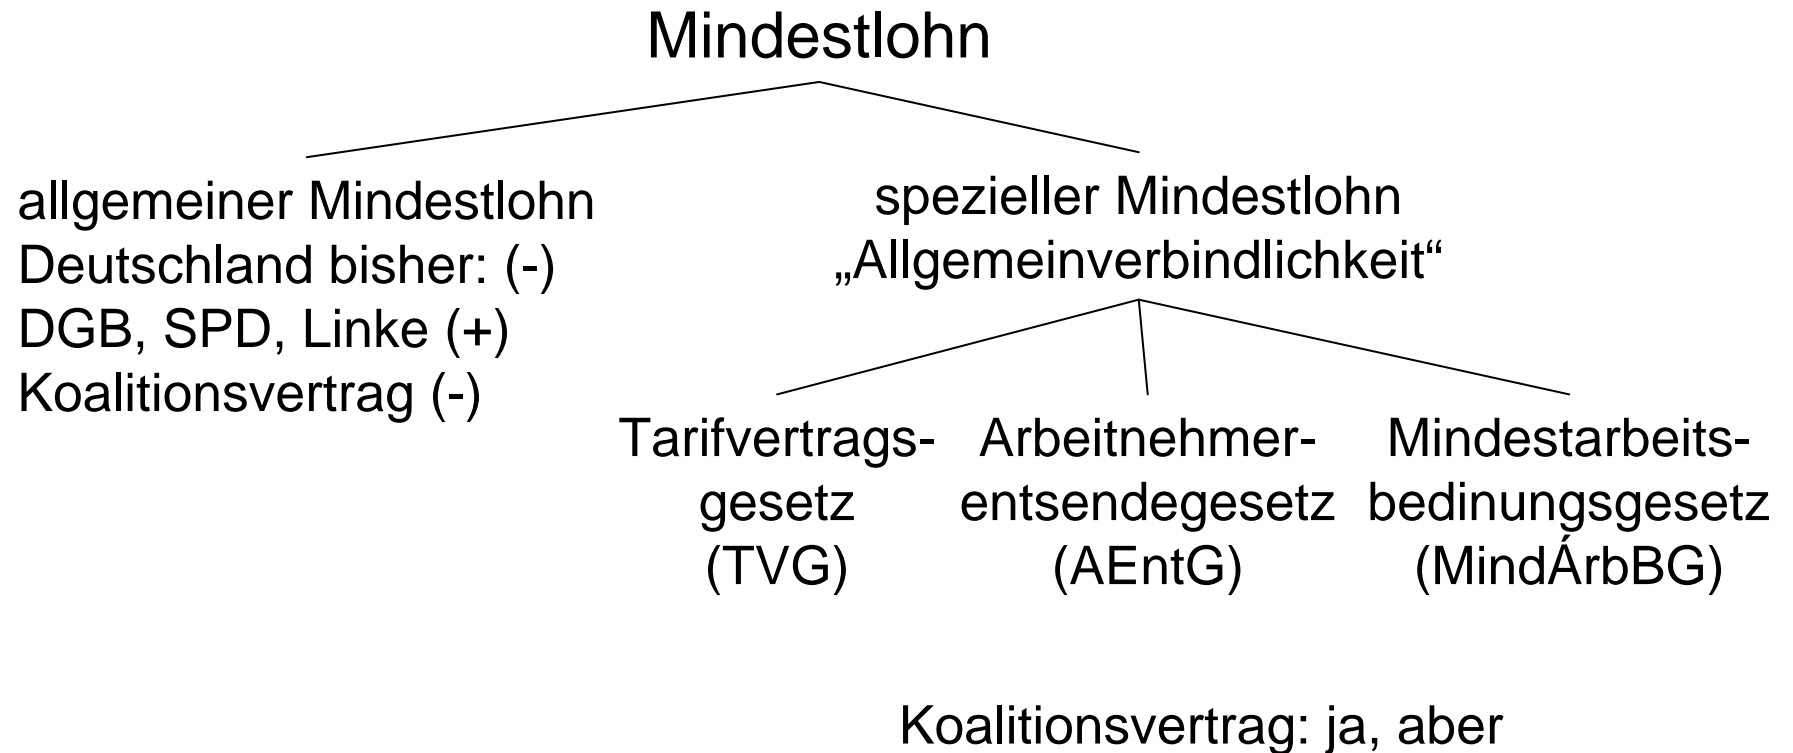 Mindestlohn
allgemeiner Mindestlohn
Deutschland bisher: (-)
DGB, SPD, Linke (+)
Koalitionsvertrag (-)
spezieller Mindestlohn
„Allgemeinverbindlichkeit“
Tarifvertrags-
gesetz
(TVG)
Arbeitnehmer-
entsendegesetz
(AEntG)
Mindestarbeits-
bedinungsgesetz
(MindÁrbBG)
Koalitionsvertrag: ja, aber